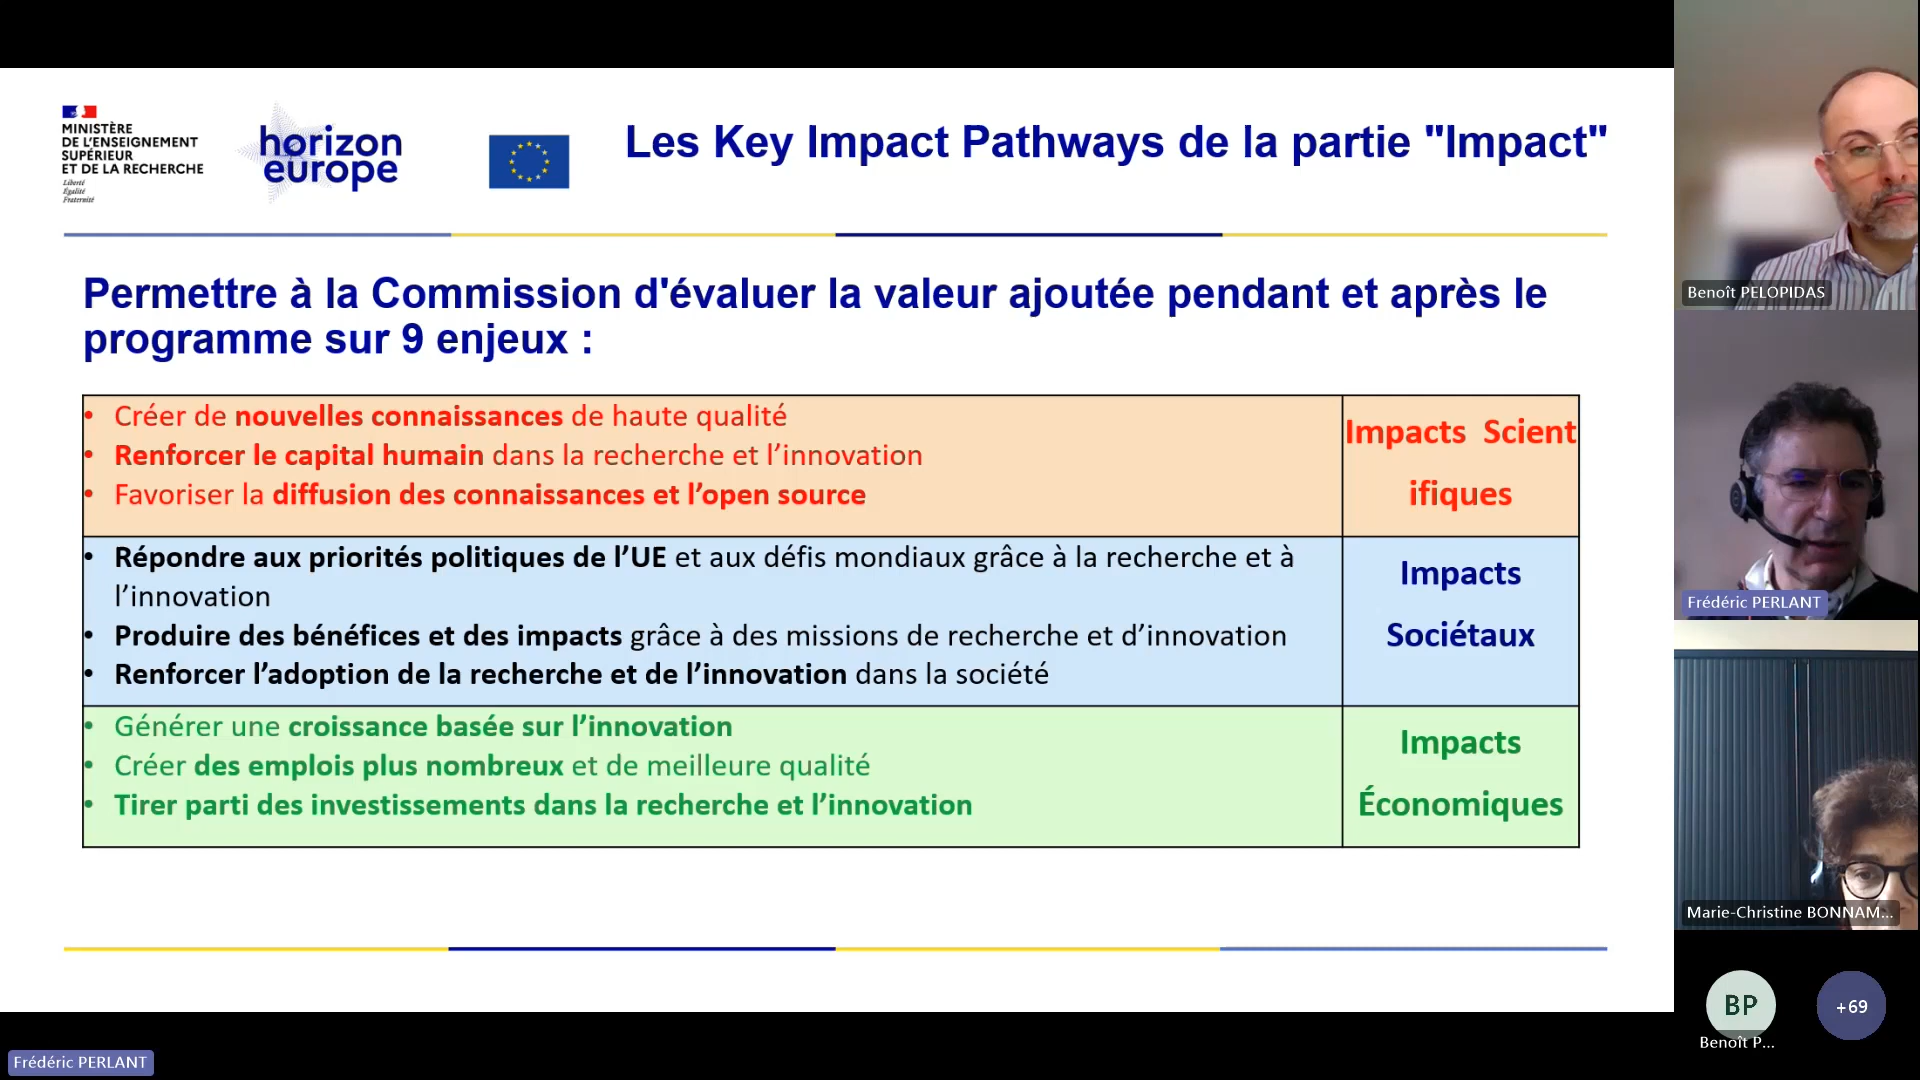 MINISTÈRE
DE L'ENSEIGNEMENT
SUPÉRIEUR
ET DE LA RECHERCHE
Liberté
Égalité
Fraternité
horizon
europe
Les Key Impact Pathways de la partie "Impact"
Permettre à la Commission d'évaluer la valeur ajoutée pendant et après le
programme sur 9 enjeux :
• Créer de nouvelles connaissances de haute qualité
• Renforcer le capital humain dans la recherche et l’innovation
• Favoriser la diffusion des connaissances et l’open source
Impacts Scient
ifiques
• Répondre aux priorités politiques de l’UE et aux défis mondiaux grâce à la recherche et à
l’innovation
• Produire des bénéfices et des impacts grâce à des missions de recherche et d’innovation
• Renforcer l’adoption de la recherche et de l’innovation dans la société
Impacts
Sociétaux
• Générer une croissance basée sur l’innovation
• Créer des emplois plus nombreux et de meilleure qualité
• Tirer parti des investissements dans la recherche et l’innovation
Impacts
Économiques
Benoît PELOPIDAS
Frédéric PERLANT
Marie-Christine BONNAM...
BP
Benoît P...
+69
Frédéric PERLANT